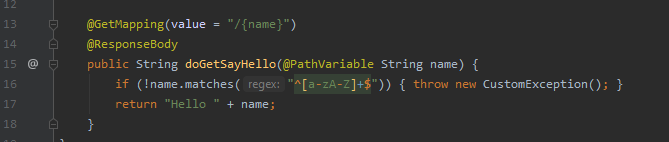 12
13 @GetMapping(value = "/{name}")
14 @ResponseBody
15 @ public String doGetSayHello(@PathVariable String name) {
16 if (!name.matches( regex: "^[a-zA-Z]+$")) { throw new CustomException(); }
17 return "Hello " + name;
18 }